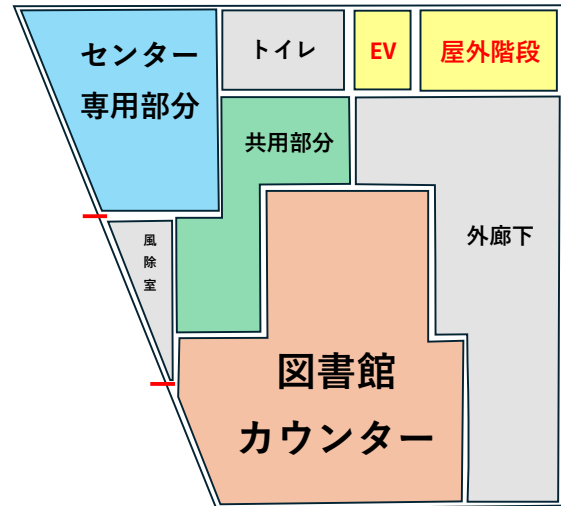 センター
専用部分
トイレ
EV
屋外階段
共用部分
風
除
室
外廊下
図書館
カウンター